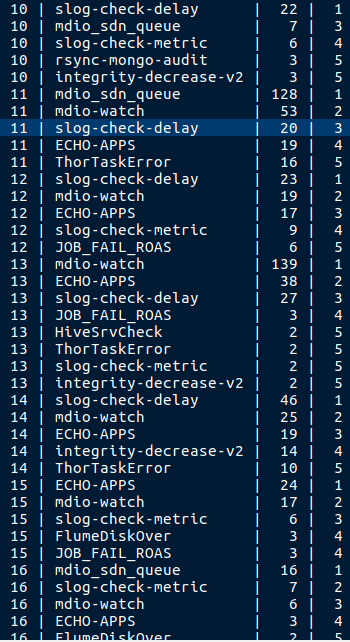 10 | slog-check-delay | 22 | 1
10 | mdio_sdn_queue | 7 | 3
10 | slog-check-metric | 6 | 4
10 | rsync-mongo-audit | 3 | 5
10 | integrity-decrease-v2 | 3 | 5
11 | mdio_sdn_queue | 128 | 1
11 | mdio-watch | 53 | 2
11 | slog-check-delay | 20 | 3
11 | ECHO-APPS | 19 | 4
11 | ThorTaskError | 16 | 5
12 | slog-check-delay | 23 | 1
12 | mdio-watch | 19 | 2
12 | ECHO-APPS | 17 | 3
12 | slog-check-metric | 9 | 4
12 | JOB_FAIL_ROAS | 6 | 5
13 | mdio-watch | 139 | 1
13 | ECHO-APPS | 38 | 2
13 | slog-check-delay | 27 | 3
13 | JOB_FAIL_ROAS | 3 | 4
13 | HiveSrvCheck | 2 | 5
13 | ThorTaskError | 2 | 5
13 | slog-check-metric | 2 | 5
13 | integrity-decrease-v2 | 2 | 5
14 | slog-check-delay | 46 | 1
14 | mdio-watch | 25 | 2
14 | ECHO-APPS | 19 | 3
14 | integrity-decrease-v2 | 14 | 4
14 | ThorTaskError | 10 | 5
15 | ECHO-APPS | 24 | 1
15 | mdio-watch | 17 | 2
15 | slog-check-metric | 6 | 3
15 | FlumeDiskOver | 3 | 4
15 | JOB_FAIL_ROAS | 3 | 4
16 | mdio_sdn_queue | 16 | 1
16 | slog-check-metric | 7 | 2
16 | mdio-watch | 6 | 3
16 | ECHO-APPS | 3 | 4
16 | FlumeDiskOver | 2 | 5